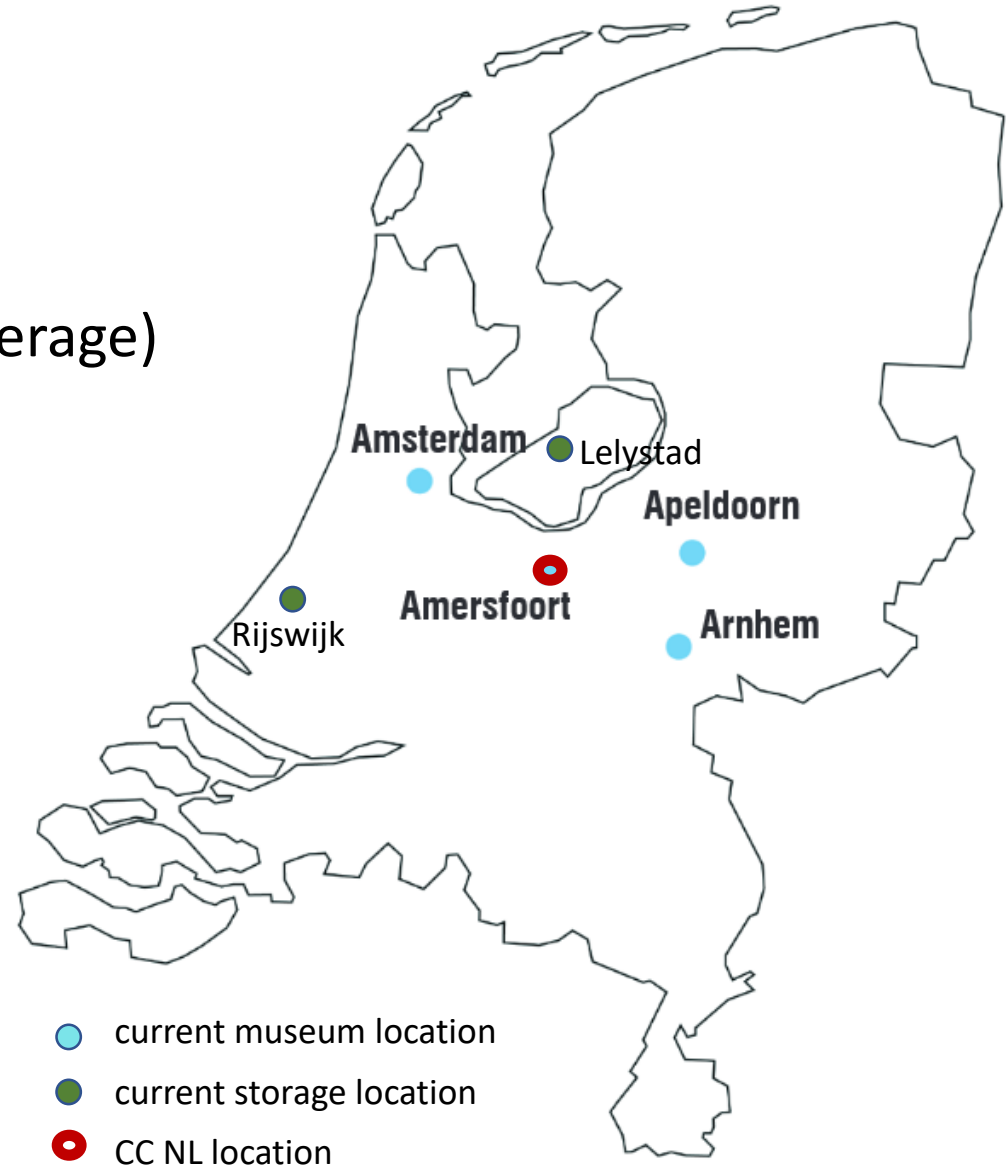 erage)
Amsterdam
Lelystad
Apeldoorn
Amersfoort
Rijswijk
Arnhem
current museum location
current storage location
CC NL location